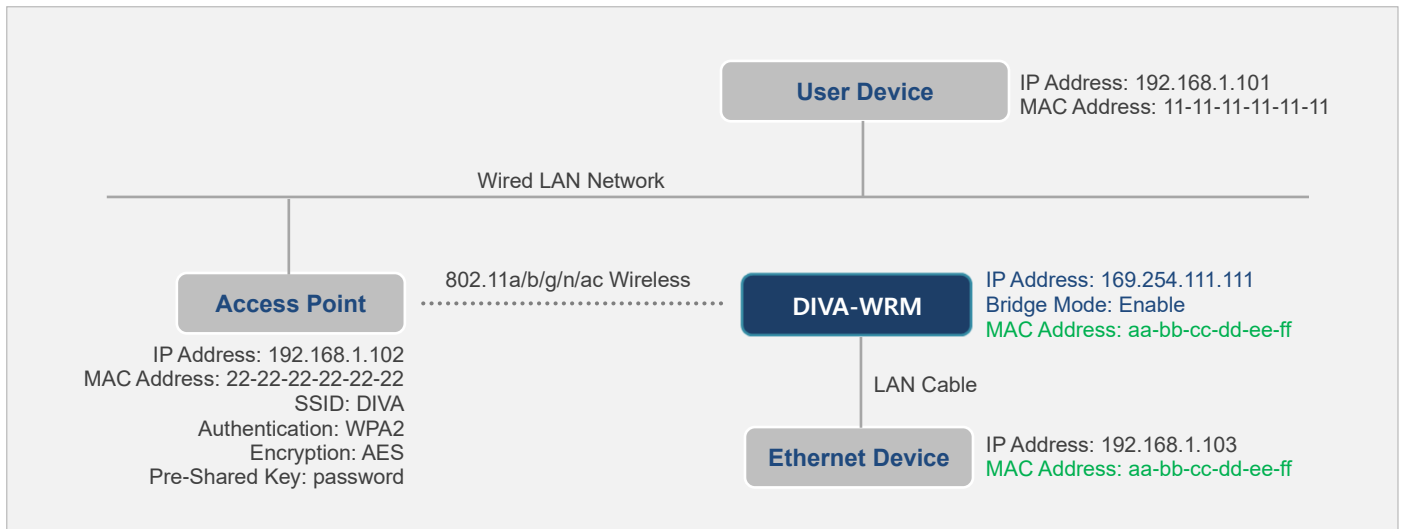 User Device
IP Address: 192.168.1.101
MAC Address: 11-11-11-11-11-11
Wired LAN Network
Access Point
802.11a/b/g/n/ac Wireless
DIVA-WRM
IP Address: 169.254.111.111
Bridge Mode: Enable
MAC Address: aa-bb-cc-dd-ee-ff
IP Address: 192.168.1.102
MAC Address: 22-22-22-22-22-22
SSID: DIVA
Authentication: WPA2
Encryption: AES
Pre-Shared Key: password
LAN Cable
Ethernet Device
IP Address: 192.168.1.103
MAC Address: aa-bb-cc-dd-ee-ff